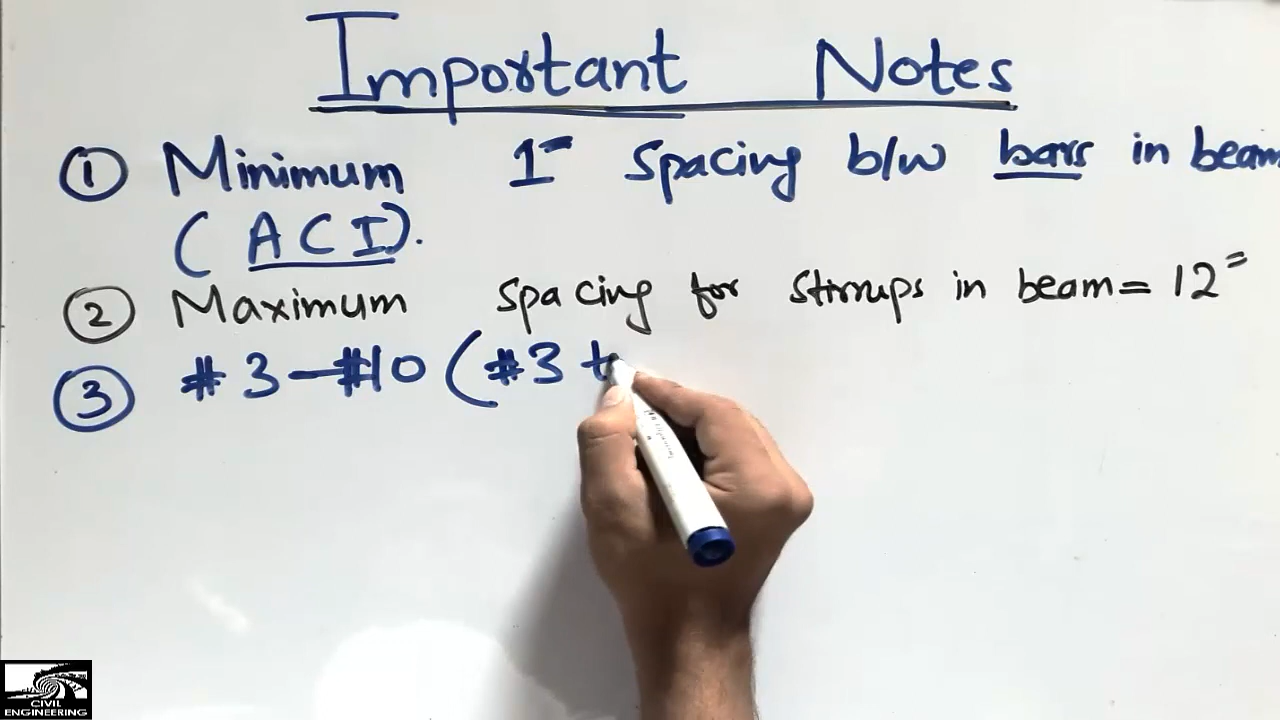 Important Notes
① Minimum 1" spacing b/w bars in beam
(ACI).
② Maximum spacing for stirrups in beam = 12"
③ #3 - #10 (#3 t
CIVIL
ENGINEERING